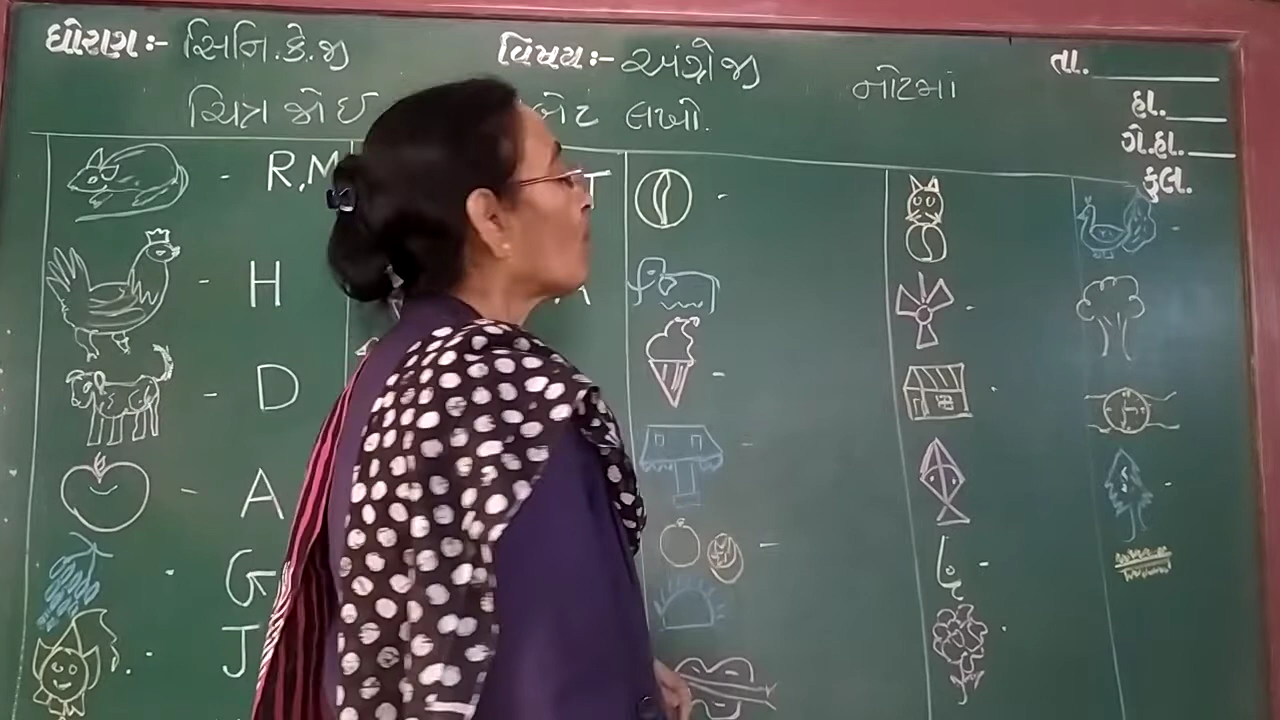 ધોરણ:- સિનિ.કે.જી વિષય:- અંગ્રેજી નોટમાં તા.
હા.
ગે.હા.
કુલ.
ચિત્ર જોઈ લખો.
R,M T
H A
D
A
G
J